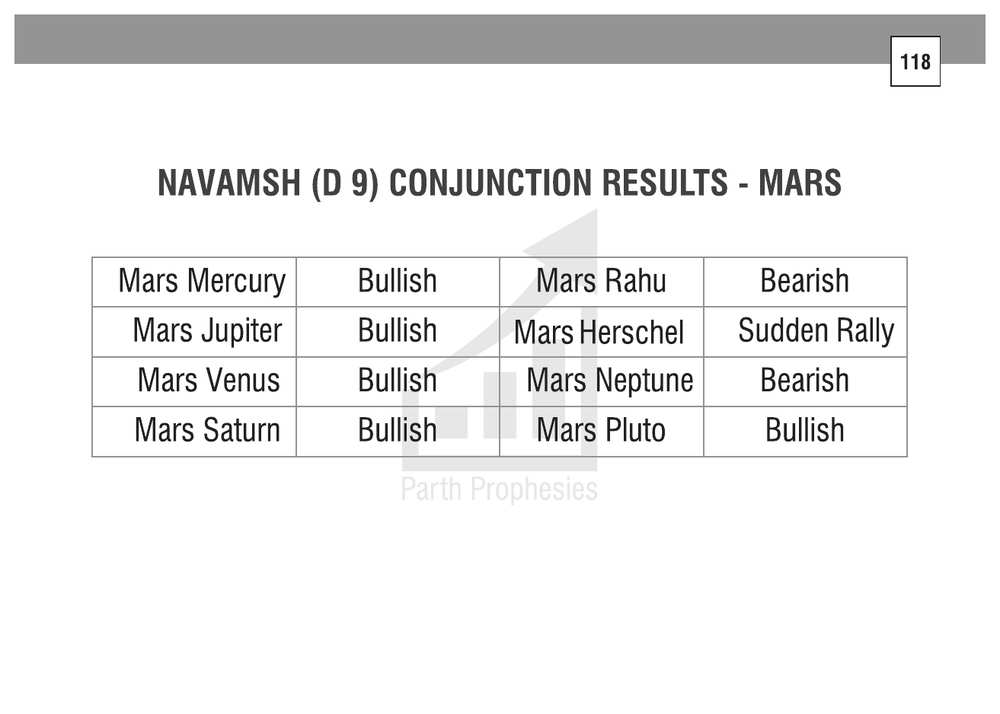 118
NAVAMSH (D 9) CONJUNCTION RESULTS - MARS
Mars Mercury Bullish Mars Rahu Bearish
Mars Jupiter Bullish Mars Herschel Sudden Rally
Mars Venus Bullish Mars Neptune Bearish
Mars Saturn Bullish Mars Pluto Bullish
Parth Prophesies